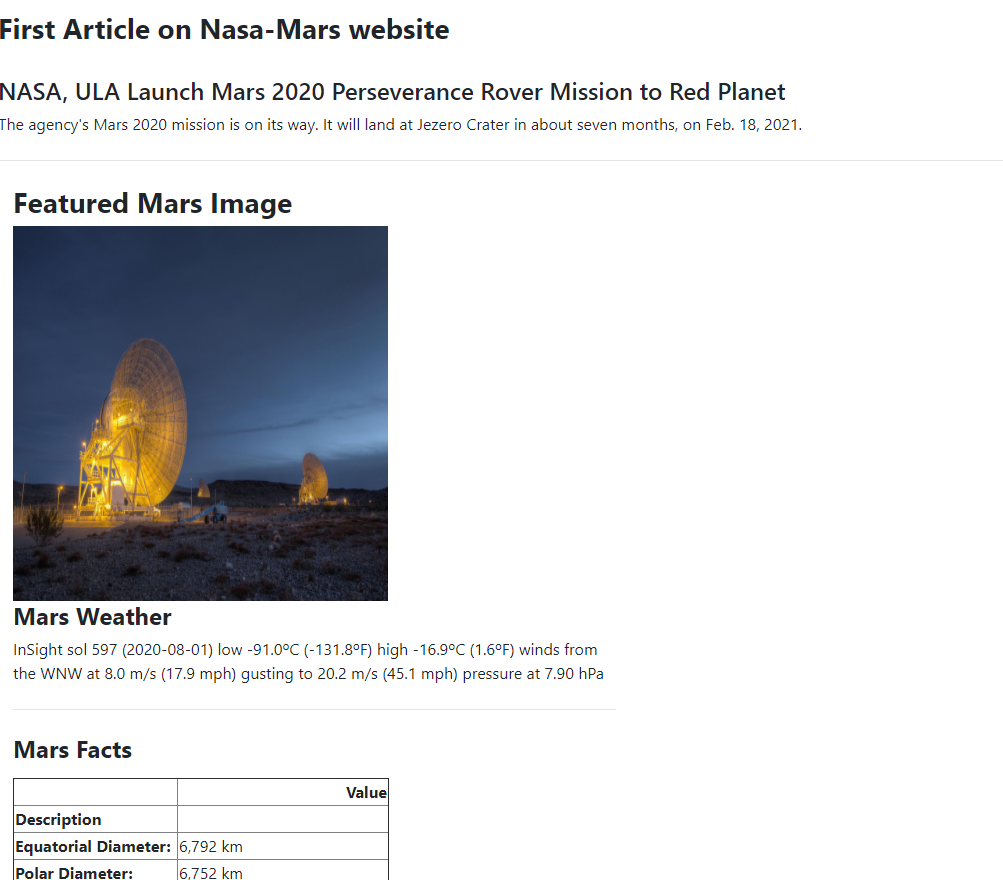 First Article on Nasa-Mars website
NASA, ULA Launch Mars 2020 Perseverance Rover Mission to Red Planet
The agency's Mars 2020 mission is on its way. It will land at Jezero Crater in about seven months, on Feb. 18, 2021.
Featured Mars Image
Mars Weather
InSight sol 597 (2020-08-01) low -91.0ºC (-131.8ºF) high -16.9ºC (1.6ºF) winds from
the WNW at 8.0 m/s (17.9 mph) gusting to 20.2 m/s (45.1 mph) pressure at 7.90 hPa
Mars Facts
Value
Description
Equatorial Diameter: 6,792 km
Polar Diameter: 6,752 km